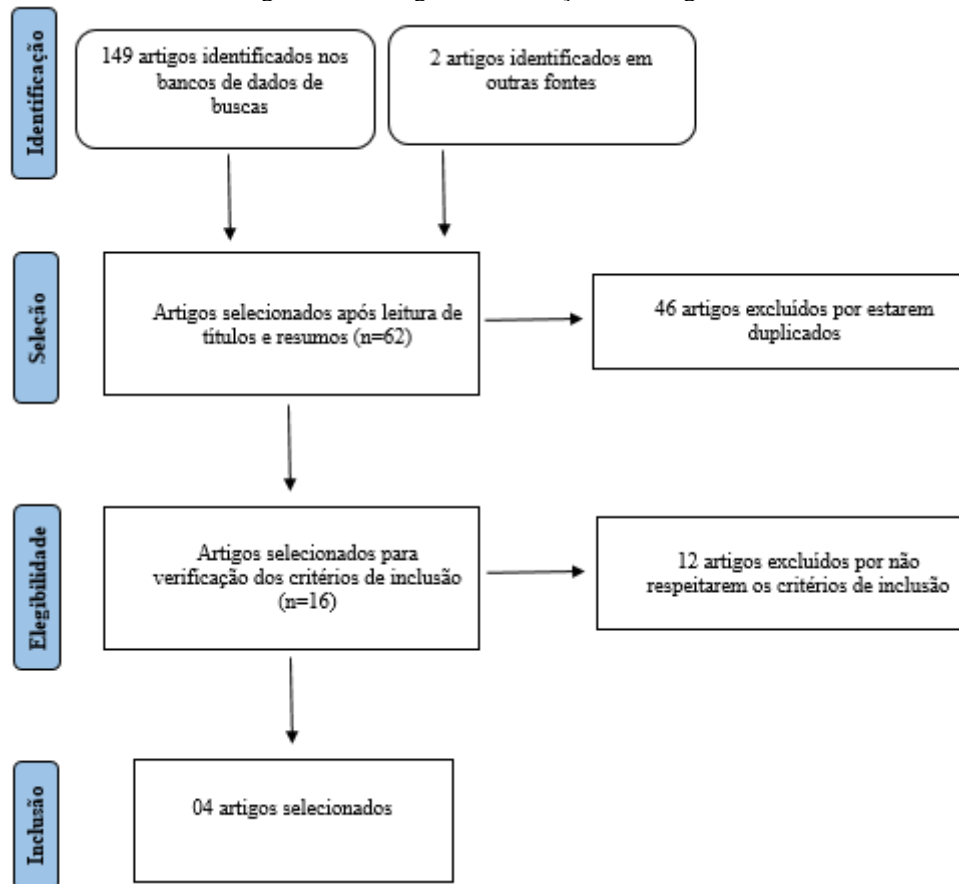 Identificação
149 artigos identificados nos
bancos de dados de
buscas
2 artigos identificados em
outras fontes
Seleção
Artigos selecionados após leitura de
títulos e resumos (n=62)
46 artigos excluídos por estarem
duplicados
Elegibilidade
Artigos selecionados para
verificação dos critérios de inclusão
(n=16)
12 artigos excluídos por não
respeitarem os critérios de inclusão
Inclusão
04 artigos selecionados